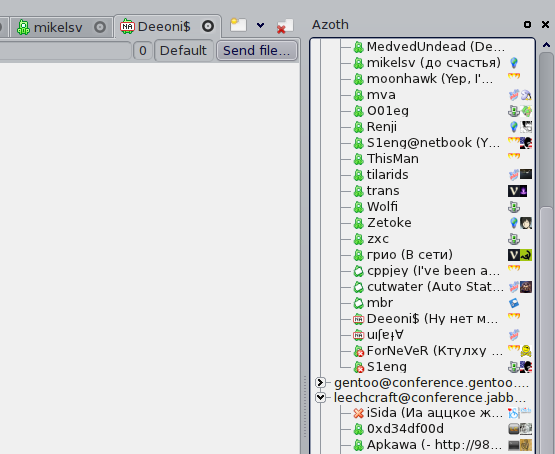 mikelsv
Deeoni$
Azoth
0
Default
Send file...
MedvedUndead (De...
mikelsv (до счастья)
moonhawk (Yep, I'...
mva
O01eg
Renji
S1eng@netbook (Y...
ThisMan
tilarids
trans
Wolfi
Zetoke
zxc
грио (В сети)
cppjey (I've been a...
cutwater (Auto Stat...
mbr
Deeoni$ (Ну нет м...
ForNeVeR (Ктулху ...
S1eng
gentoo@conference.gentoo....
leechcraft@conference.jabb...
iSida (Иа аццкое ж...
0xd34df00d
Apkawa (- http://98...